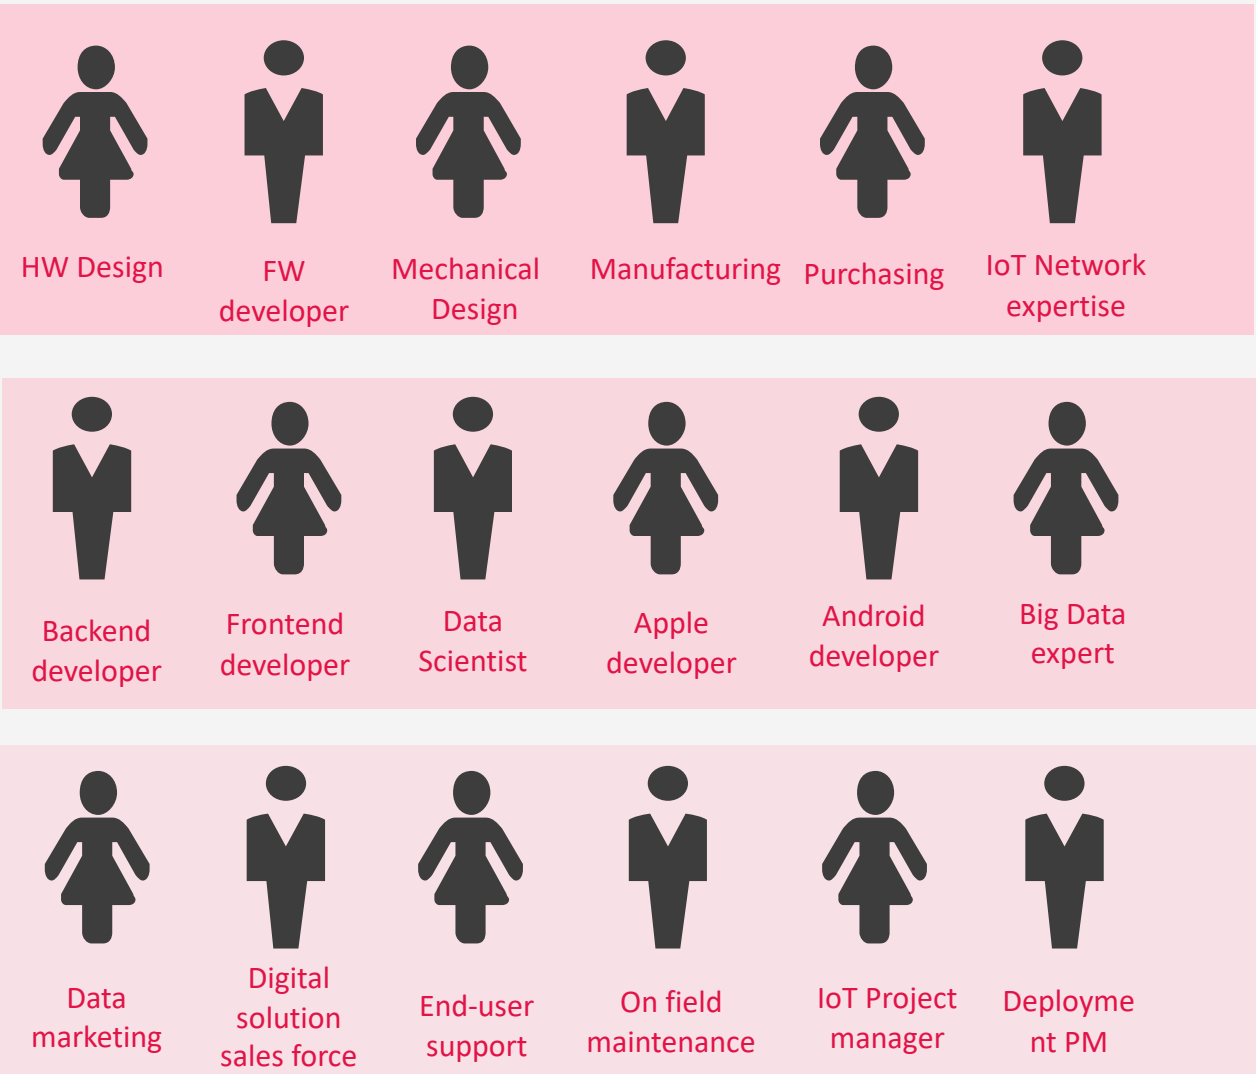 HW Design
FW
developer
Mechanical
Design
Manufacturing
Purchasing
IoT Network
expertise
Backend
developer
Frontend
developer
Data
Scientist
Apple
developer
Android
developer
Big Data
expert
Data
marketing
Digital
solution
sales force
End-user
support
On field
maintenance
IoT Project
manager
Deployme
nt PM